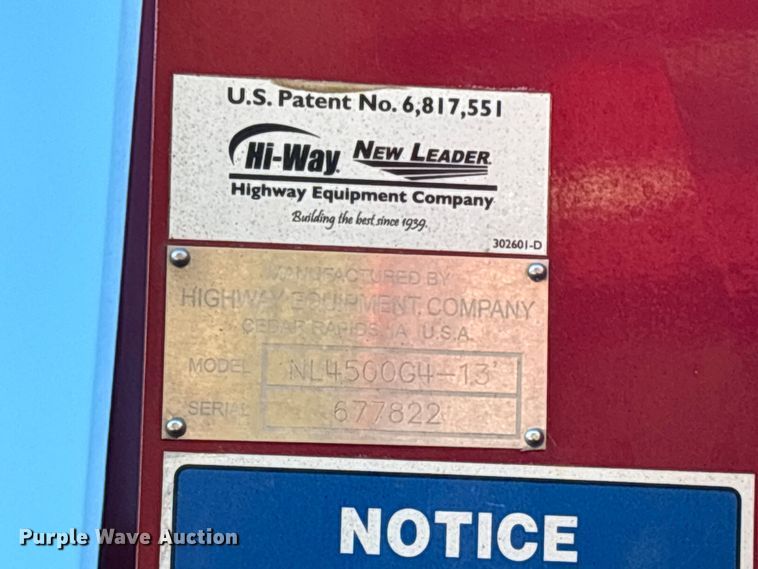 U.S. Patent No. 6,817,551
Hi-Way NEW LEADER
Highway Equipment Company
Building the best since 1939.
302601-D
MANUFACTURED BY
HIGHWAY EQUIPMENT COMPANY
CEDAR RAPIDS, IA U.S.A.
MODEL NL4500G4-13'
SERIAL 677822
NOTICE
Purple Wave Auction